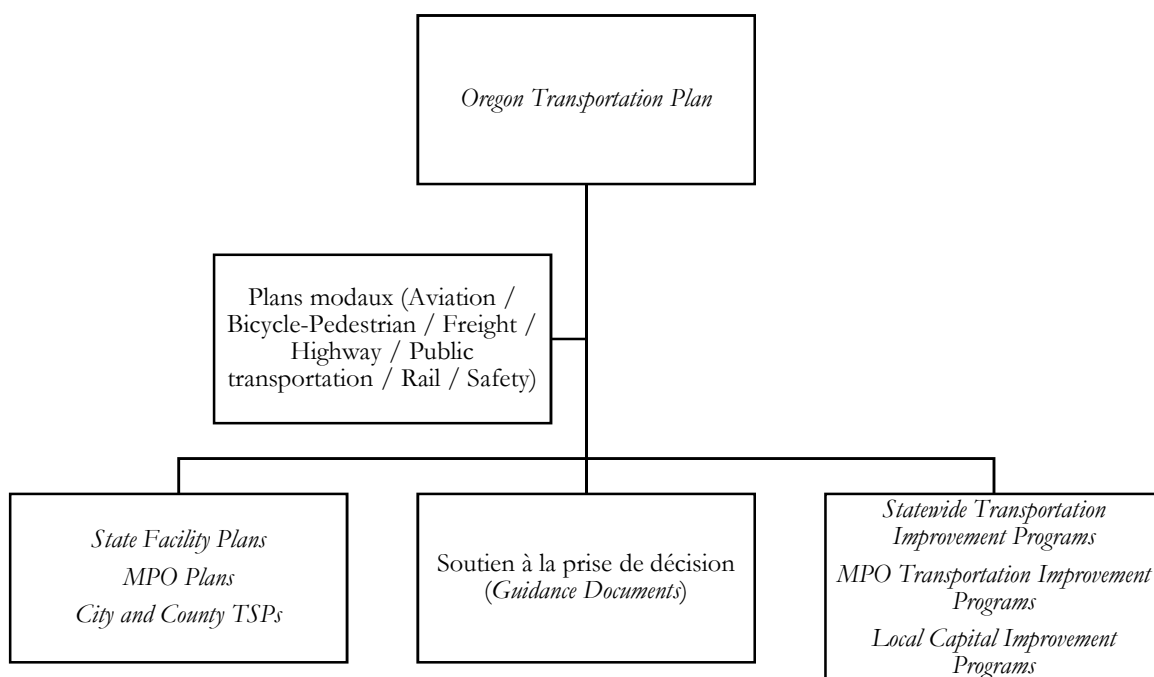 Oregon Transportation Plan
Plans modaux (Aviation /
Bicycle-Pedestrian / Freight /
Highway / Public
transportation / Rail / Safety)
State Facility Plans
MPO Plans
City and County TSPs
Soutien à la prise de décision
(Guidance Documents)
Statewide Transportation
Improvement Programs
MPO Transportation Improvement
Programs
Local Capital Improvement
Programs